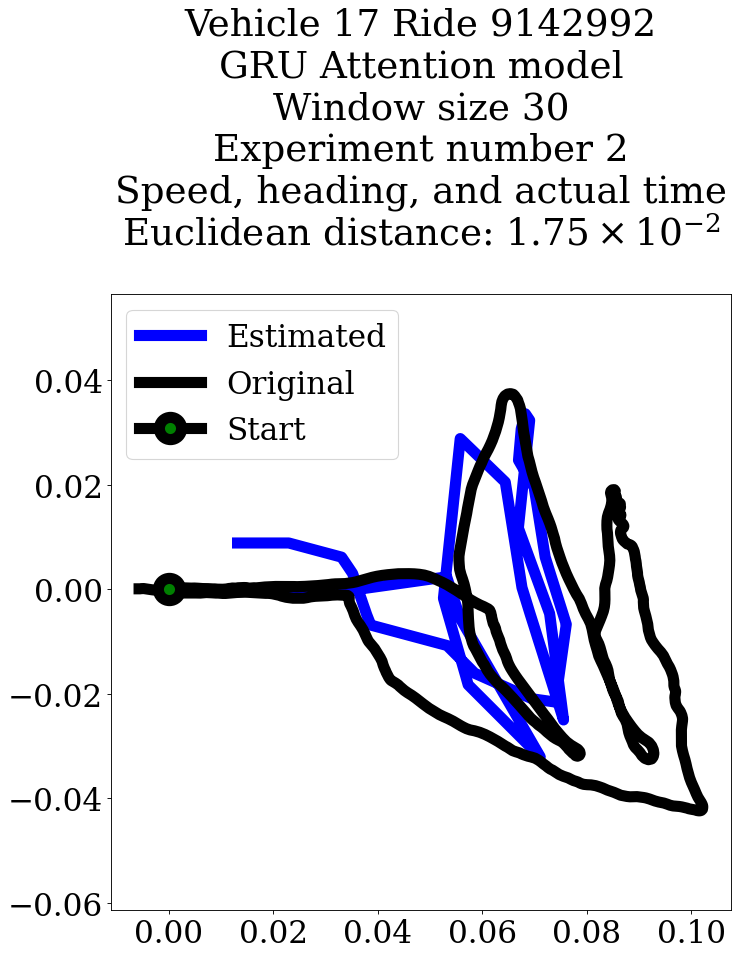 Vehicle 17 Ride 9142992
GRU Attention model
Window size 30
Experiment number 2
Speed, heading, and actual time
Euclidean distance: 1.75 × 10⁻²
Estimated
Original
Start
0.04
0.02
0.00
−0.02
−0.04
−0.06
0.00 0.02 0.04 0.06 0.08 0.10